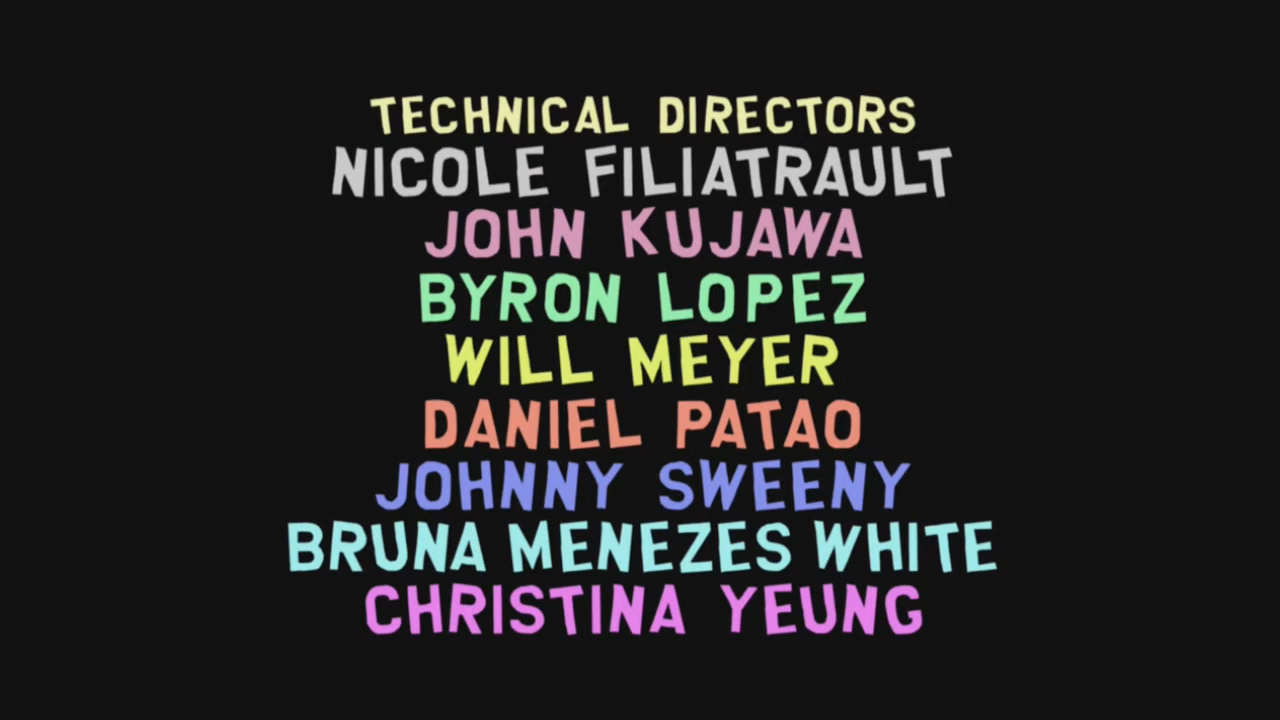 TECHNICAL DIRECTORS
NICOLE FILIATRAULT
JOHN KUJAWA
BYRON LOPEZ
WILL MEYER
DANIEL PATAO
JOHNNY SWEENY
BRUNA MENEZES WHITE
CHRISTINA YEUNG